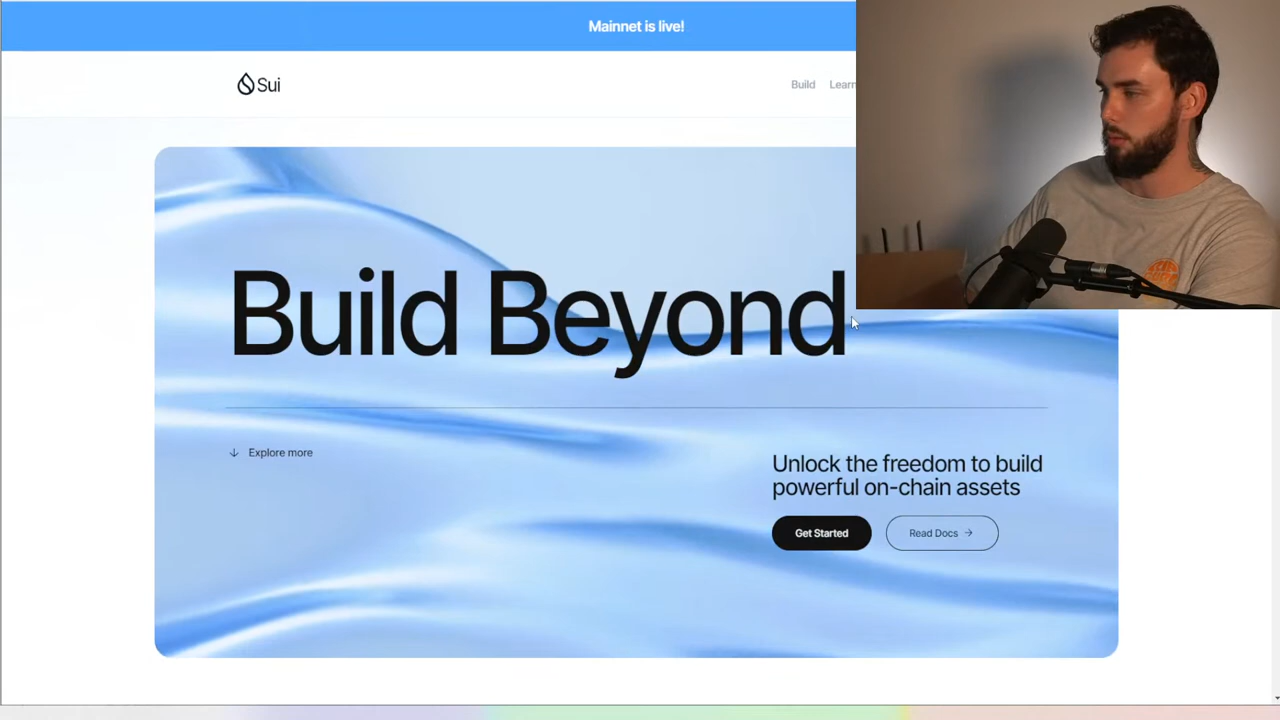 Mainnet is live!
Sui
Build Learn
Build Beyond
Explore more
Unlock the freedom to build
powerful on-chain assets
Get Started
Read Docs